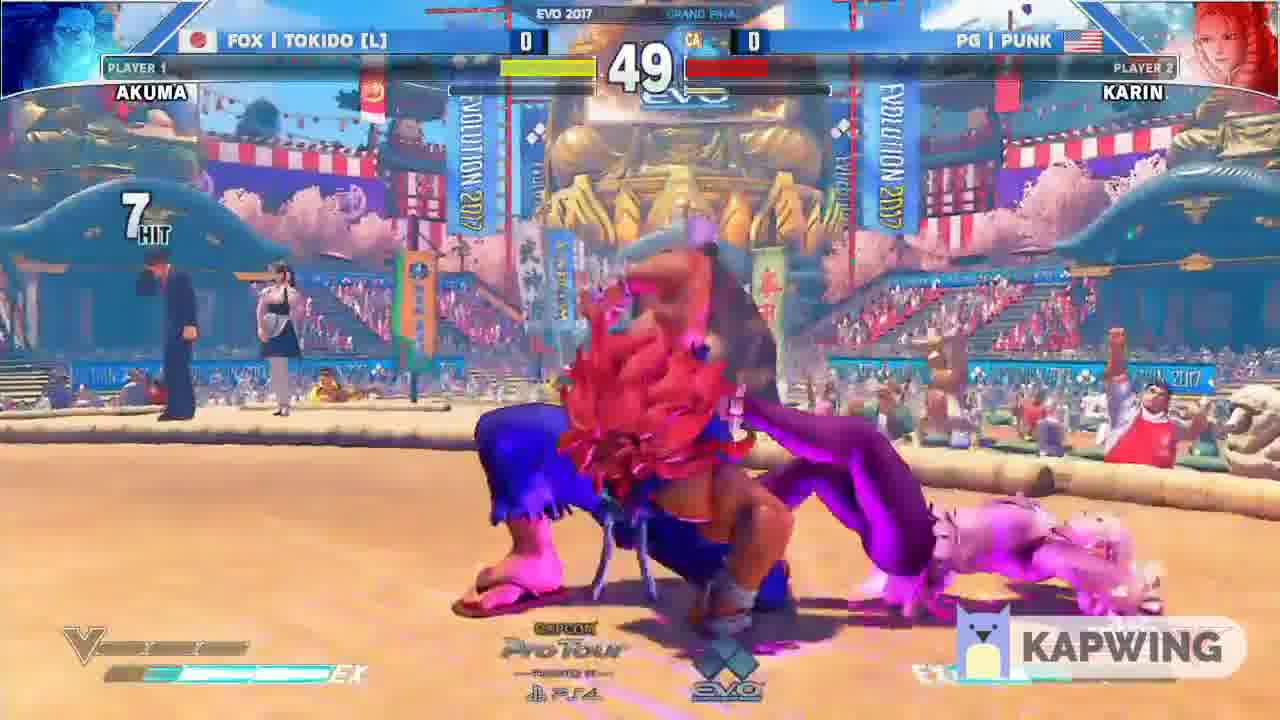 EVO 2017 GRAND FINAL
FOX | TOKIDO [L] 0 49 CA 0 PG | PUNK
PLAYER 1 PLAYER 2
AKUMA EVO KARIN
EVOLUTION 2017 EVOLUTION 2017
7 HIT
V
EX
CAPCOM
Pro Tour
PS4
EVO
KAPWING